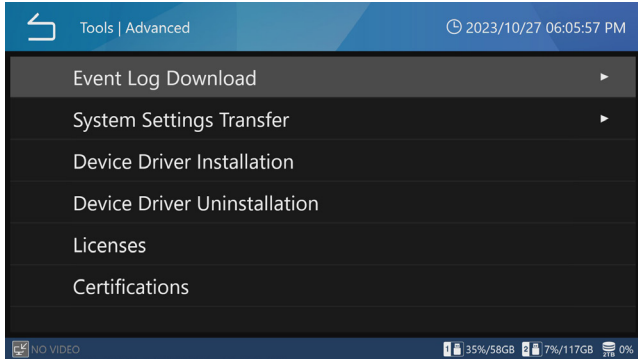 Tools | Advanced
2023/10/27 06:05:57 PM
Event Log Download
System Settings Transfer
Device Driver Installation
Device Driver Uninstallation
Licenses
Certifications
NO VIDEO
1 35%/58GB 2 7%/117GB 2TB 0%